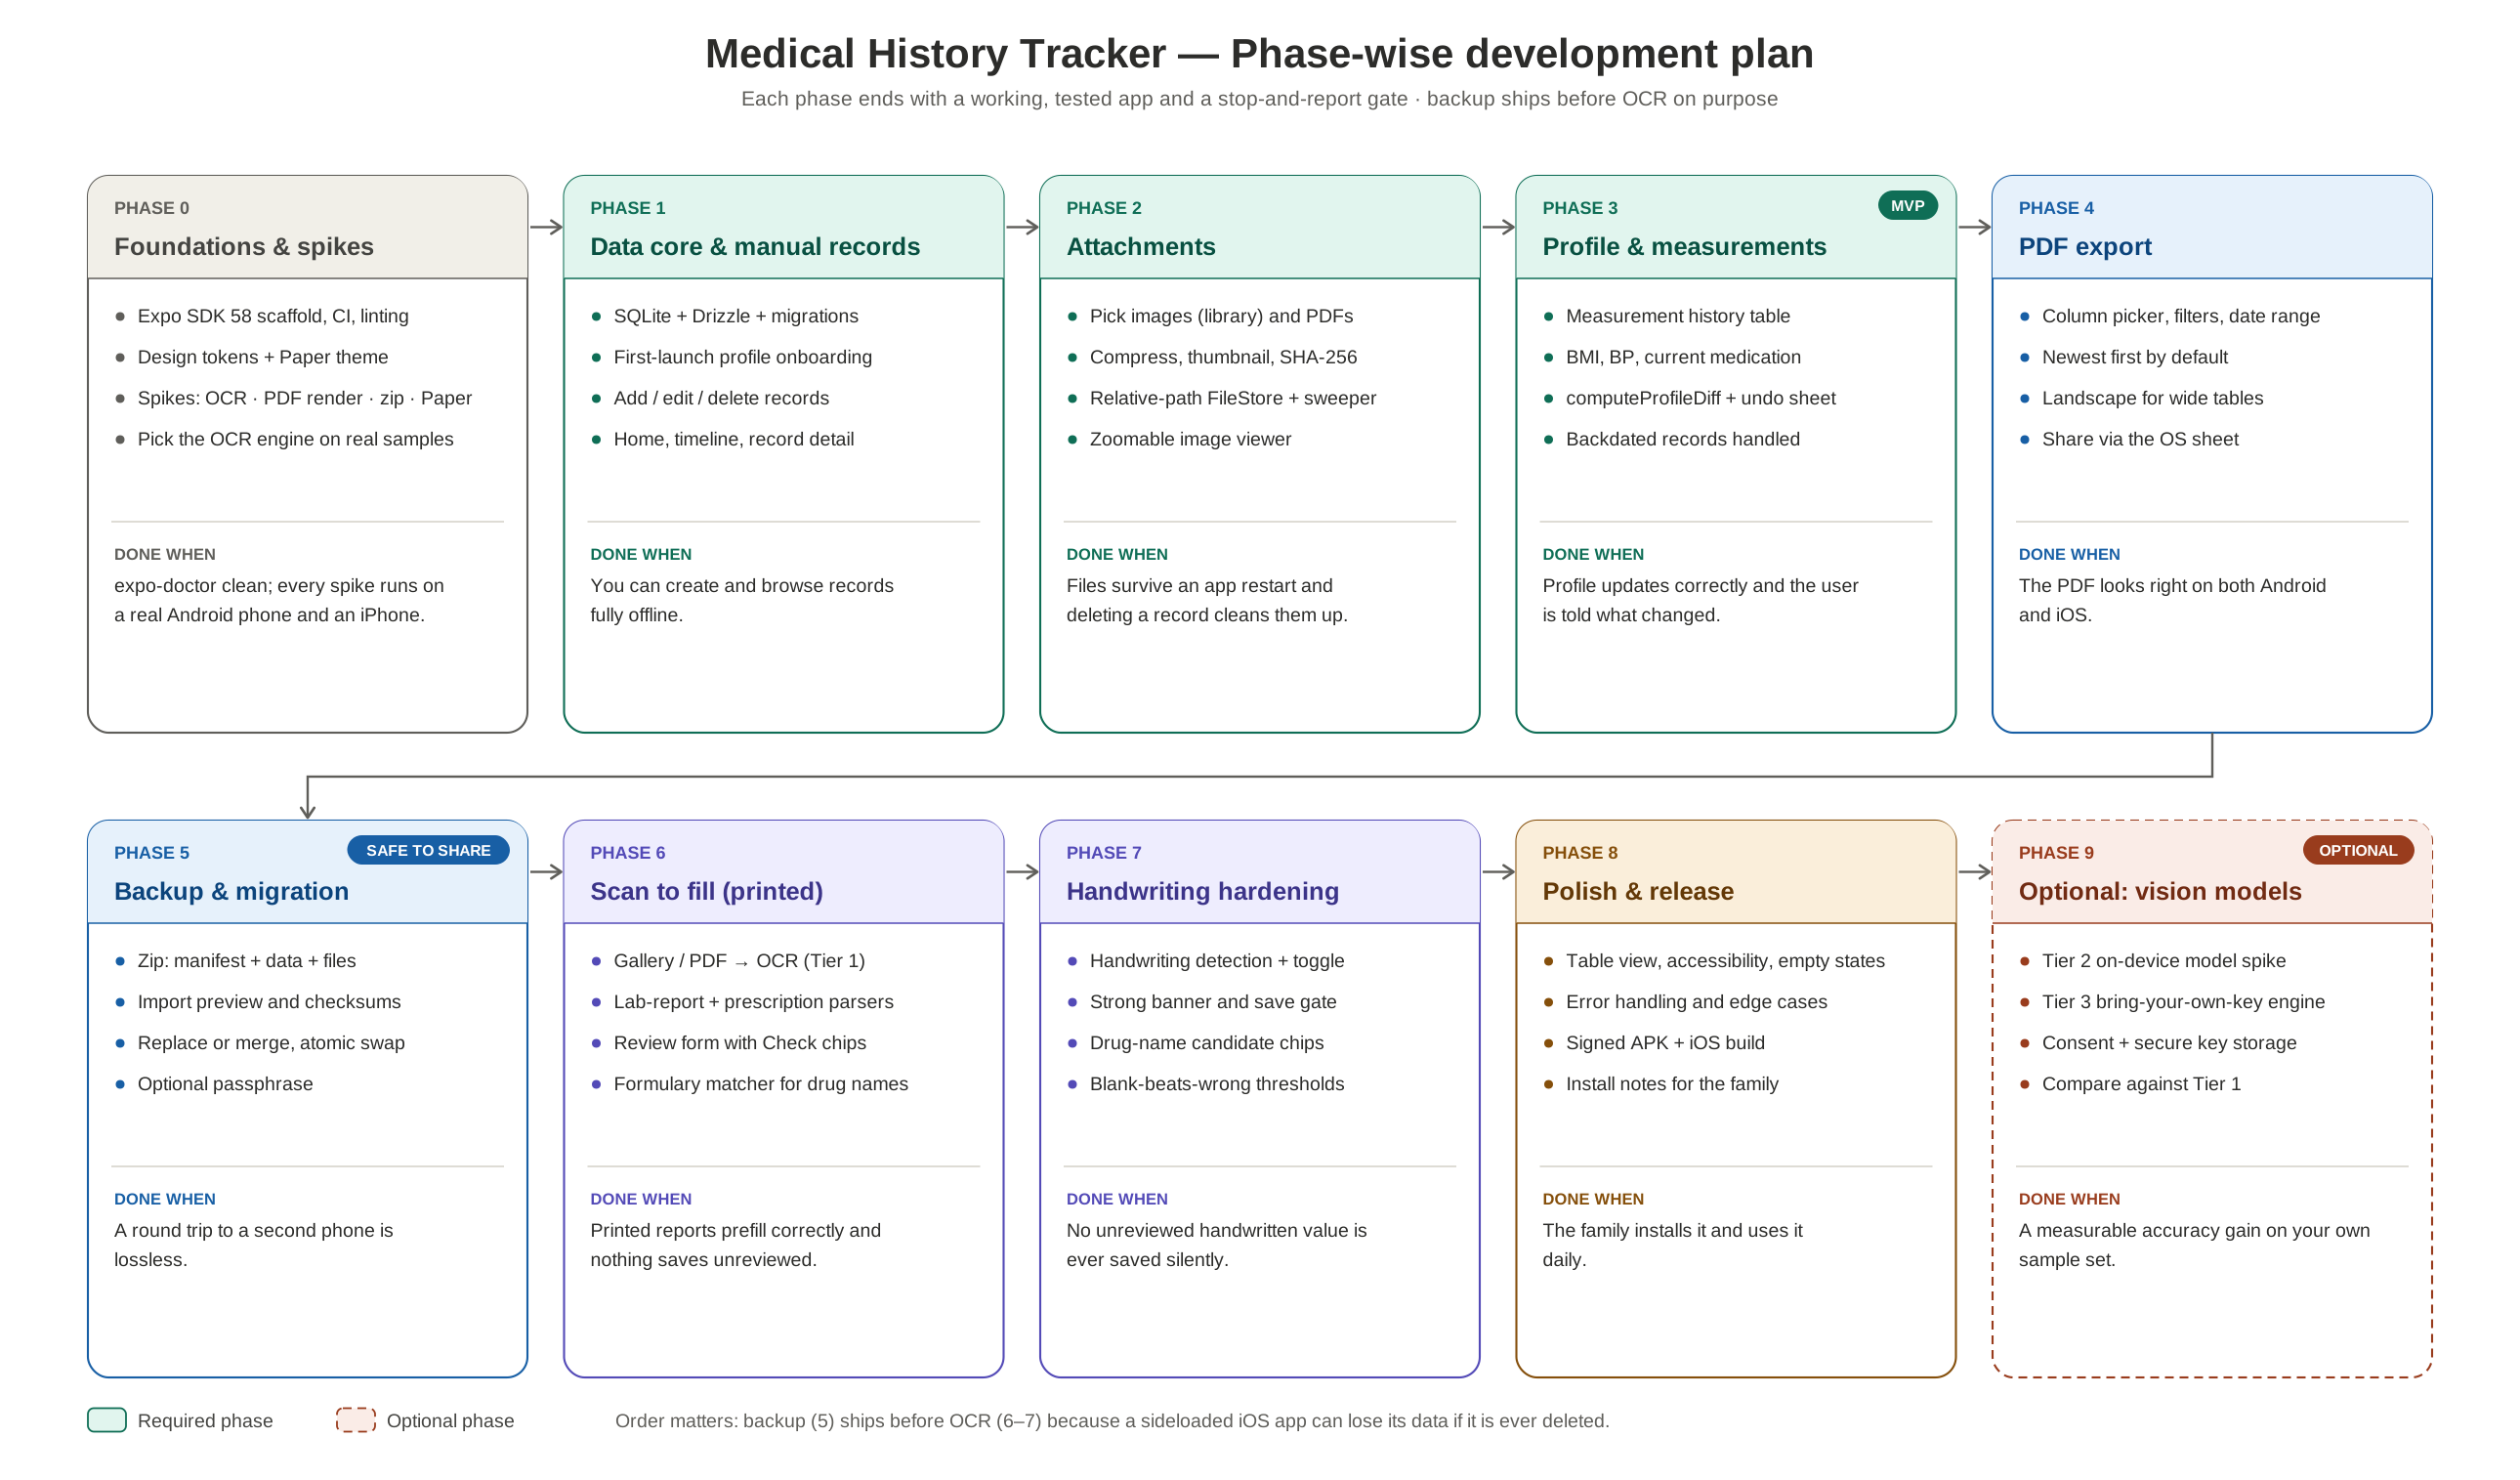 Medical History Tracker — Phase-wise development plan
Each phase ends with a working, tested app and a stop-and-report gate · backup ships before OCR on purpose
PHASE 0
Foundations & spikes
Expo SDK 58 scaffold, CI, linting
Design tokens + Paper theme
Spikes: OCR · PDF render · zip · Paper
Pick the OCR engine on real samples
DONE WHEN
expo-doctor clean; every spike runs on
a real Android phone and an iPhone.
PHASE 1
Data core & manual records
SQLite + Drizzle + migrations
First-launch profile onboarding
Add / edit / delete records
Home, timeline, record detail
DONE WHEN
You can create and browse records
fully offline.
PHASE 2
Attachments
Pick images (library) and PDFs
Compress, thumbnail, SHA-256
Relative-path FileStore + sweeper
Zoomable image viewer
DONE WHEN
Files survive an app restart and
deleting a record cleans them up.
PHASE 3
MVP
Profile & measurements
Measurement history table
BMI, BP, current medication
computeProfileDiff + undo sheet
Backdated records handled
DONE WHEN
Profile updates correctly and the user
is told what changed.
PHASE 4
PDF export
Column picker, filters, date range
Newest first by default
Landscape for wide tables
Share via the OS sheet
DONE WHEN
The PDF looks right on both Android
and iOS.
PHASE 5
SAFE TO SHARE
Backup & migration
Zip: manifest + data + files
Import preview and checksums
Replace or merge, atomic swap
Optional passphrase
DONE WHEN
A round trip to a second phone is
lossless.
PHASE 6
Scan to fill (printed)
Gallery / PDF → OCR (Tier 1)
Lab-report + prescription parsers
Review form with Check chips
Formulary matcher for drug names
DONE WHEN
Printed reports prefill correctly and
nothing saves unreviewed.
PHASE 7
Handwriting hardening
Handwriting detection + toggle
Strong banner and save gate
Drug-name candidate chips
Blank-beats-wrong thresholds
DONE WHEN
No unreviewed handwritten value is
ever saved silently.
PHASE 8
Polish & release
Table view, accessibility, empty states
Error handling and edge cases
Signed APK + iOS build
Install notes for the family
DONE WHEN
The family installs it and uses it
daily.
PHASE 9
OPTIONAL
Optional: vision models
Tier 2 on-device model spike
Tier 3 bring-your-own-key engine
Consent + secure key storage
Compare against Tier 1
DONE WHEN
A measurable accuracy gain on your own
sample set.
Required phase
Optional phase
Order matters: backup (5) ships before OCR (6–7) because a sideloaded iOS app can lose its data if it is ever deleted.